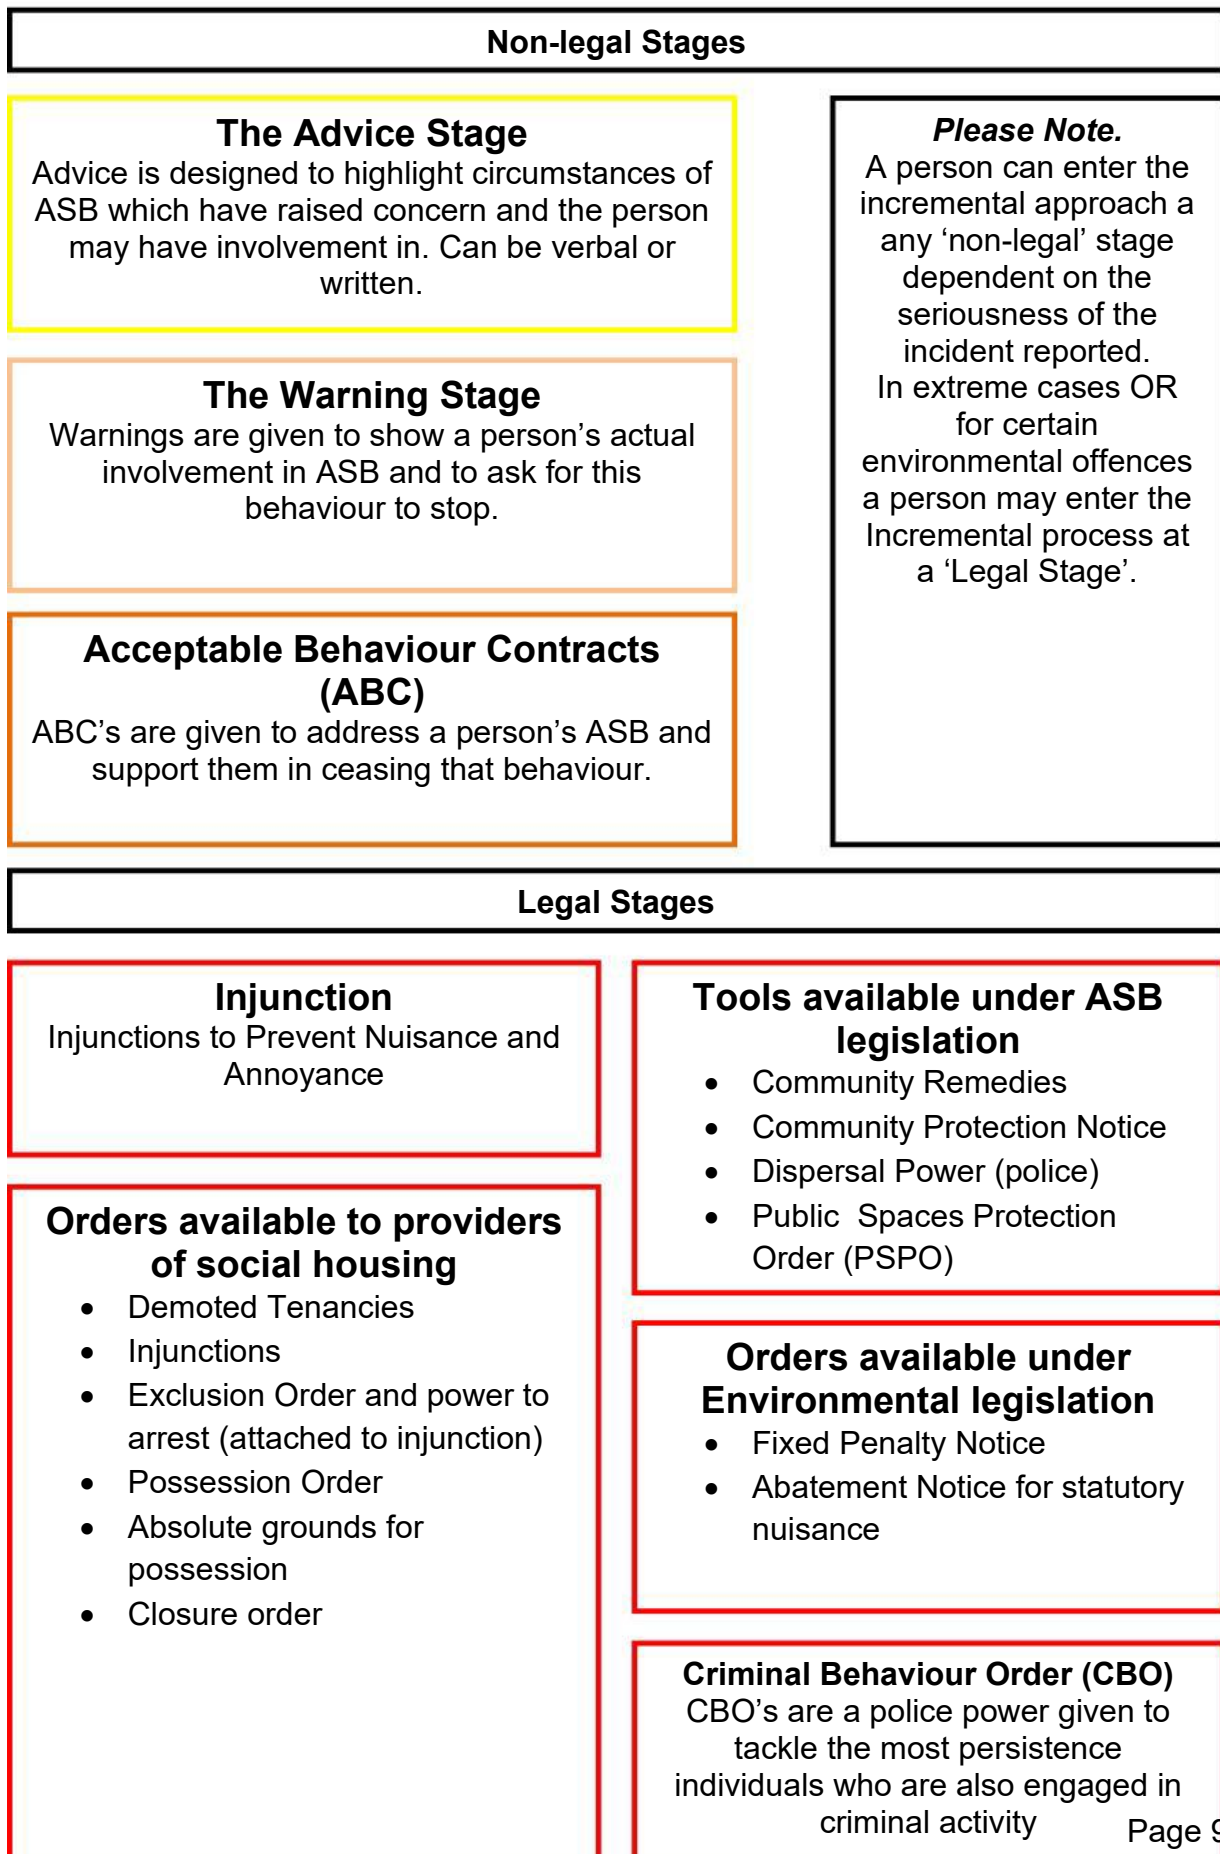 Non-legal Stages
The Advice Stage
Advice is designed to highlight circumstances of
ASB which have raised concern and the person
may have involvement in. Can be verbal or
written.
The Warning Stage
Warnings are given to show a person’s actual
involvement in ASB and to ask for this
behaviour to stop.
Acceptable Behaviour Contracts
(ABC)
ABC’s are given to address a person’s ASB and
support them in ceasing that behaviour.
Please Note.
A person can enter the
incremental approach a
any ‘non-legal’ stage
dependent on the
seriousness of the
incident reported.
In extreme cases OR
for certain
environmental offences
a person may enter the
Incremental process at
a ‘Legal Stage’.
Legal Stages
Injunction
Injunctions to Prevent Nuisance and
Annoyance
Orders available to providers
of social housing
• Demoted Tenancies
• Injunctions
• Exclusion Order and power to
arrest (attached to injunction)
• Possession Order
• Absolute grounds for
possession
• Closure order
Tools available under ASB
legislation
• Community Remedies
• Community Protection Notice
• Dispersal Power (police)
• Public Spaces Protection
Order (PSPO)
Orders available under
Environmental legislation
• Fixed Penalty Notice
• Abatement Notice for statutory
nuisance
Criminal Behaviour Order (CBO)
CBO’s are a police power given to
tackle the most persistence
individuals who are also engaged in
criminal activity
Page 9